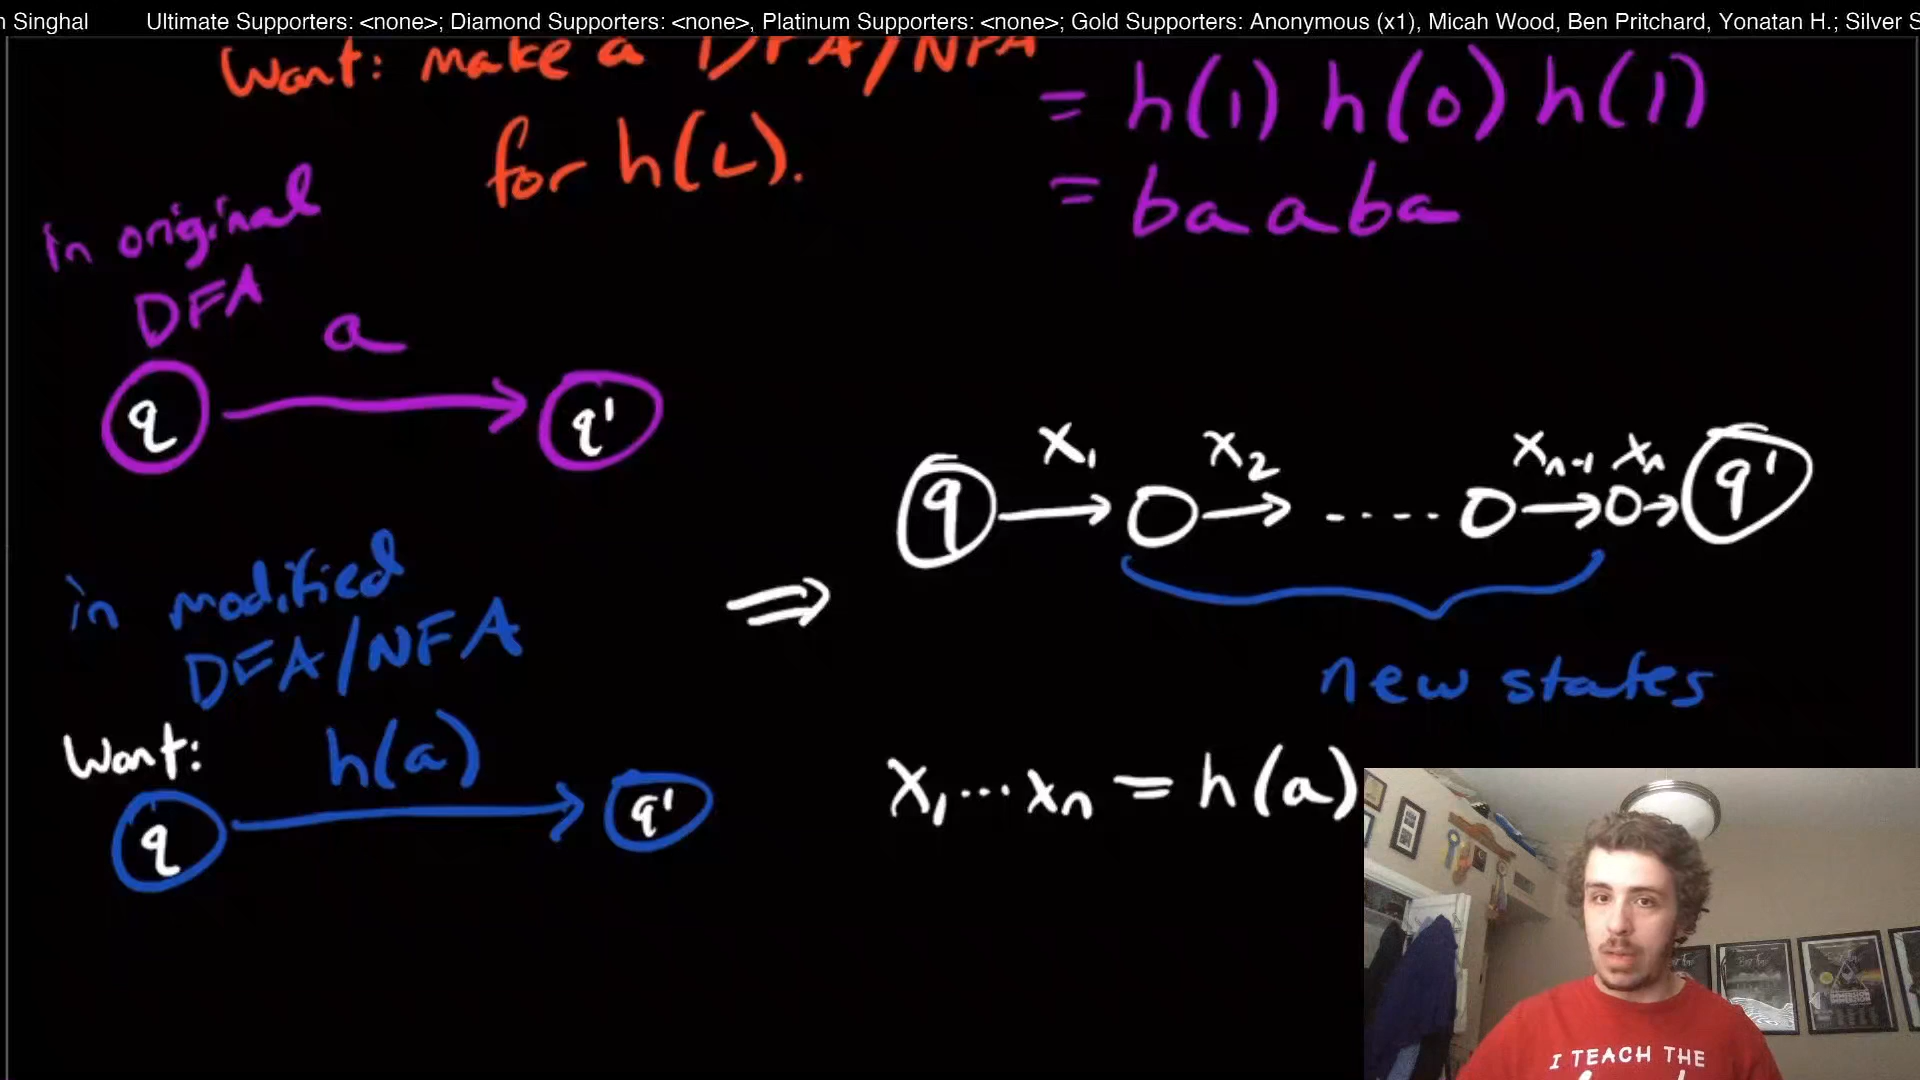 n Singhal Ultimate Supporters: <none>; Diamond Supporters: <none>, Platinum Supporters: <none>; Gold Supporters: Anonymous (x1), Micah Wood, Ben Pritchard, Yonatan H.; Silver S
Want: make a DFA/NFA
for h(L).
= h(1) h(0) h(1)
= baaba
in original
DFA
a
q q'
x₁ x₂ xₙ₋₁ xₙ
q ..... q'
new states
in modified
DFA/NFA
Want: h(a)
q q'
x₁...xₙ = h(a)
I TEACH THE